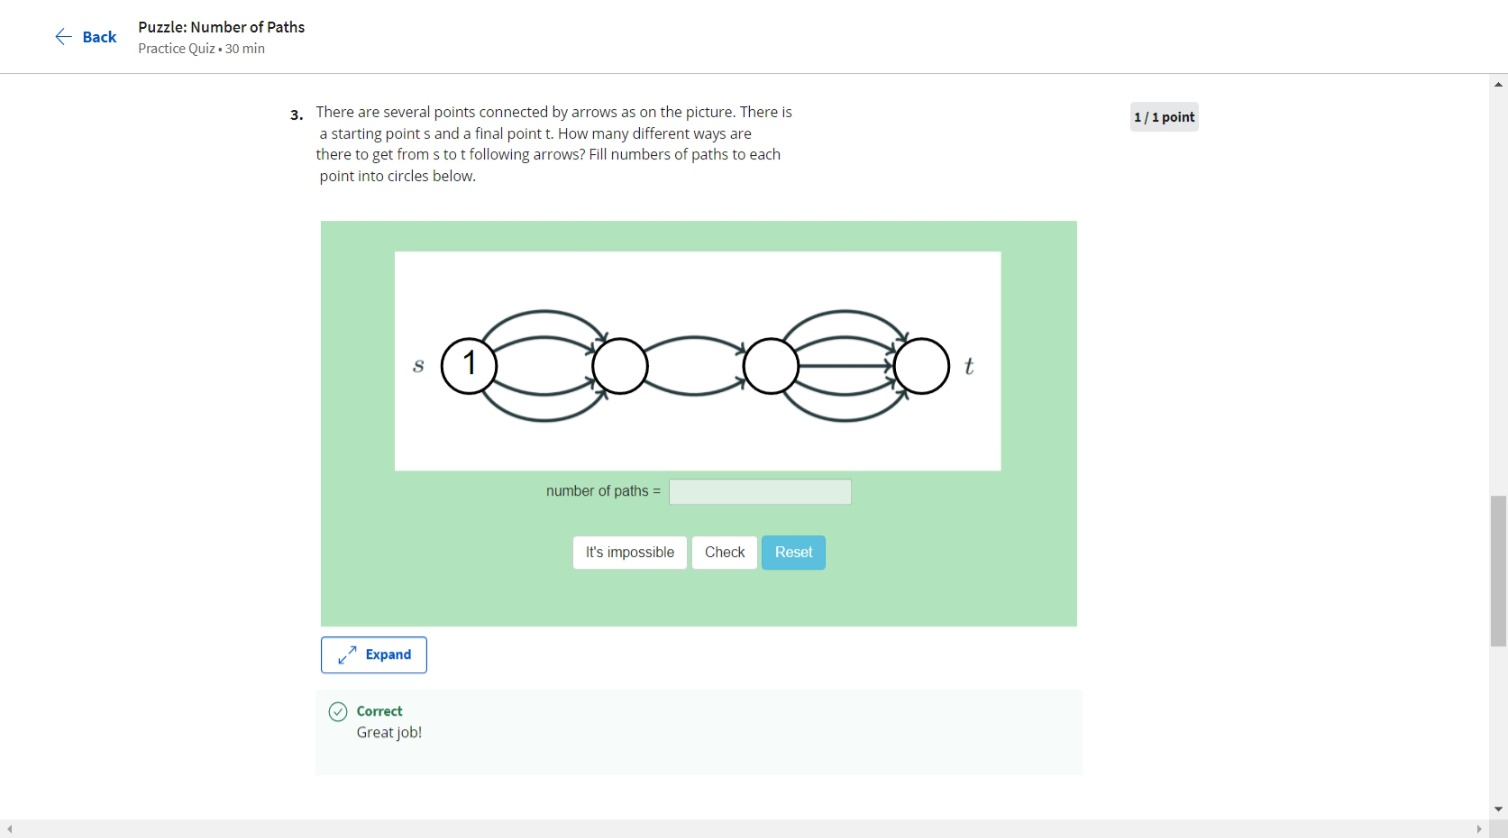 Back
Puzzle: Number of Paths
Practice Quiz • 30 min
3. There are several points connected by arrows as on the picture. There is
a starting point s and a final point t. How many different ways are
there to get from s to t following arrows? Fill numbers of paths to each
point into circles below.
1 / 1 point
s 1 t
number of paths =
It's impossible Check Reset
Expand
Correct
Great job!